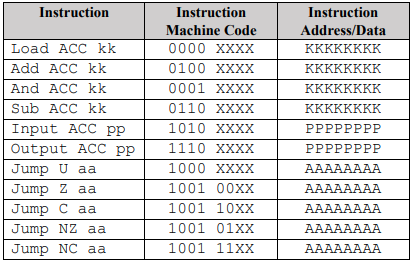 Instruction Instruction Machine Code Instruction Address/Data
Load ACC kk 0000 XXXX KKKKKKKK
Add ACC kk 0100 XXXX KKKKKKKK
And ACC kk 0001 XXXX KKKKKKKK
Sub ACC kk 0110 XXXX KKKKKKKK
Input ACC pp 1010 XXXX PPPPPPPP
Output ACC pp 1110 XXXX PPPPPPPP
Jump U aa 1000 XXXX AAAAAAAA
Jump Z aa 1001 00XX AAAAAAAA
Jump C aa 1001 10XX AAAAAAAA
Jump NZ aa 1001 01XX AAAAAAAA
Jump NC aa 1001 11XX AAAAAAAA